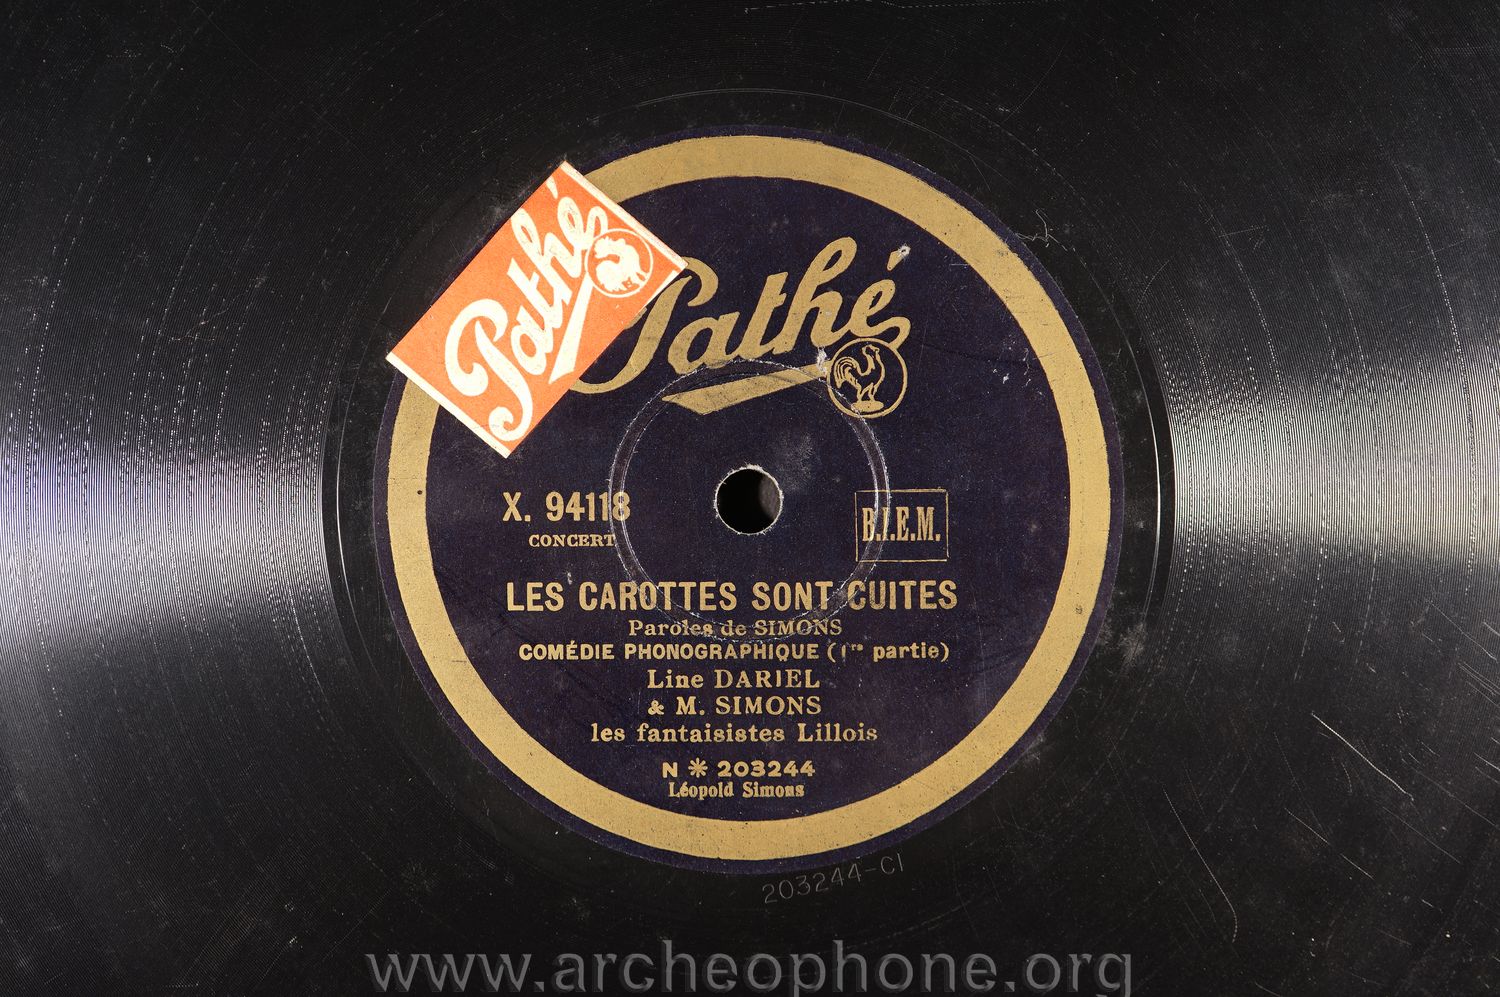 Pathé
Pathé
X. 94118
CONCERT
B.I.E.M.
LES CAROTTES SONT CUITES
Paroles de SIMONS
COMÉDIE PHONOGRAPHIQUE (1re partie)
Line DARIEL
& M. SIMONS
les fantaisistes Lillois
N * 203244
Léopold Simons
203244-C1
www.archeophone.org